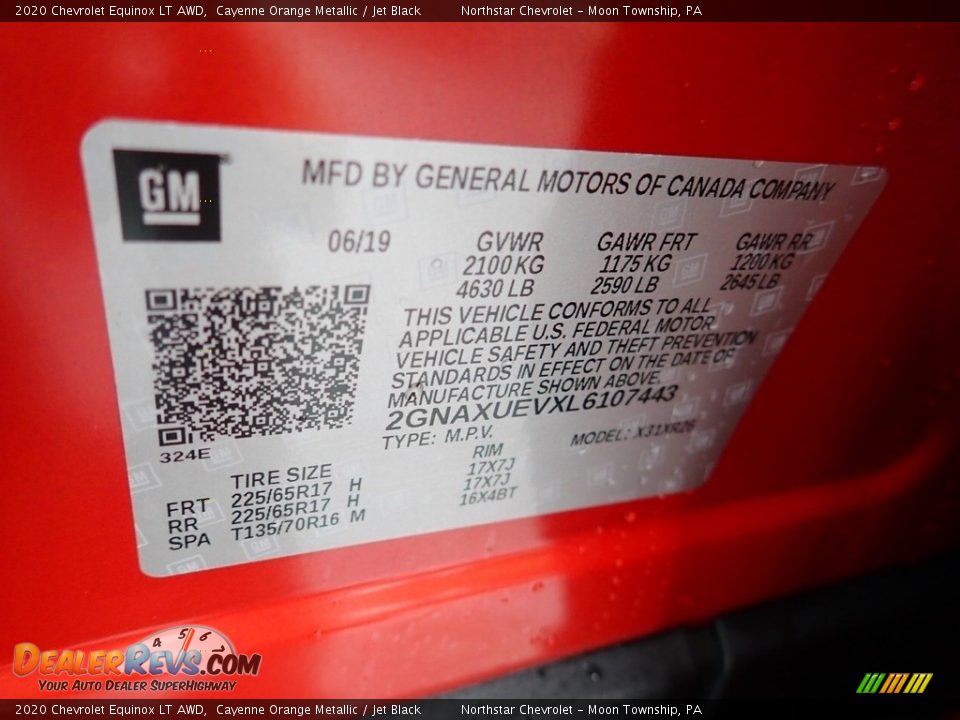 2020 Chevrolet Equinox LT AWD, Cayenne Orange Metallic / Jet Black Northstar Chevrolet - Moon Township, PA
GM
MFD BY GENERAL MOTORS OF CANADA COMPANY
06/19 GVWR GAWR FRT GAWR RR
2100 KG 1175 KG 1200 KG
4630 LB 2590 LB 2645 LB
THIS VEHICLE CONFORMS TO ALL
APPLICABLE U.S. FEDERAL MOTOR
VEHICLE SAFETY AND THEFT PREVENTION
STANDARDS IN EFFECT ON THE DATE OF
MANUFACTURE SHOWN ABOVE.
2GNAXUEVXL6107443
TYPE: M.P.V. MODEL: X31XR26
324E
TIRE SIZE RIM
FRT 225/65R17 H 17X7J
RR 225/65R17 H 17X7J
SPA T135/70R16 M 16X4BT
4 5 6
DEALERREVS.COM
YOUR AUTO DEALER SUPERHIGHWAY
2020 Chevrolet Equinox LT AWD, Cayenne Orange Metallic / Jet Black Northstar Chevrolet - Moon Township, PA